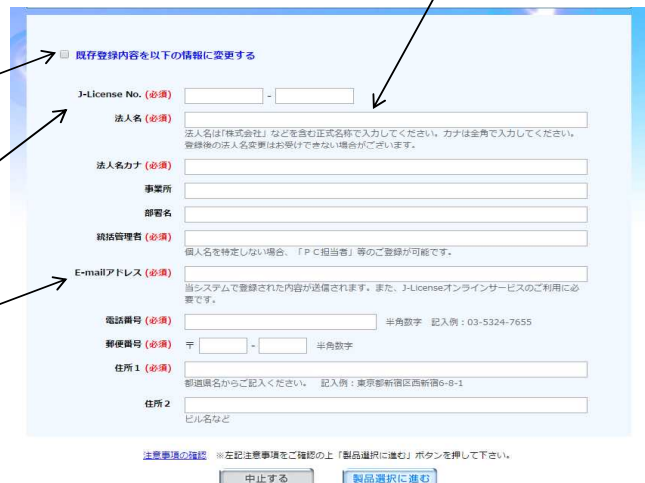 既存登録内容を以下の情報に変更する
J-License No. (必須) -
法人名 (必須)
法人名は「株式会社」などを含む正式名称で入力してください。カナは全角で入力してください。
登録後の法人名変更はお受けできない場合がございます。
法人名カナ (必須)
事業所
部署名
統括管理者 (必須)
個人名を特定しない場合、「PC担当者」等のご登録が可能です。
E-mailアドレス (必須)
当システムで登録された内容が送信されます。また、J-Licenseオンラインサービスのご利用に必
要です。
電話番号 (必須) 半角数字 記入例：03-5324-7655
郵便番号 (必須) 〒 - 半角数字
住所1 (必須)
都道県名からご記入ください。 記入例：東京都新宿区西新宿6-8-1
住所2
ビル名など
注意事項の確認 ※左記注意事項をご確認の上「製品選択に進む」ボタンを押して下さい。
中止する 製品選択に進む